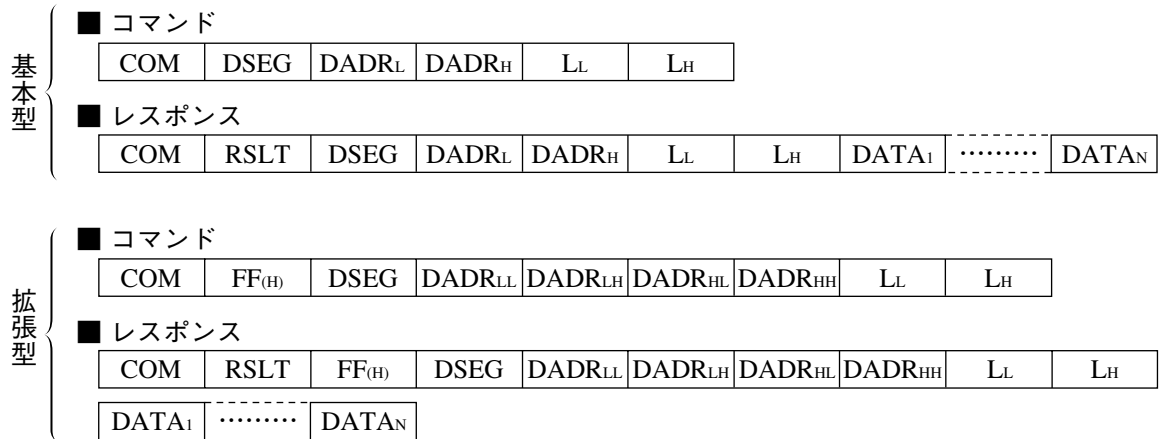 基本型
■ コマンド
COM DSEG DADRL DADRH LL LH
■ レスポンス
COM RSLT DSEG DADRL DADRH LL LH DATA1 ……… DATAN
拡張型
■ コマンド
COM FF(H) DSEG DADRLL DADRLH DADRHL DADRHH LL LH
■ レスポンス
COM RSLT FF(H) DSEG DADRLL DADRLH DADRHL DADRHH LL LH
DATA1 ……… DATAN